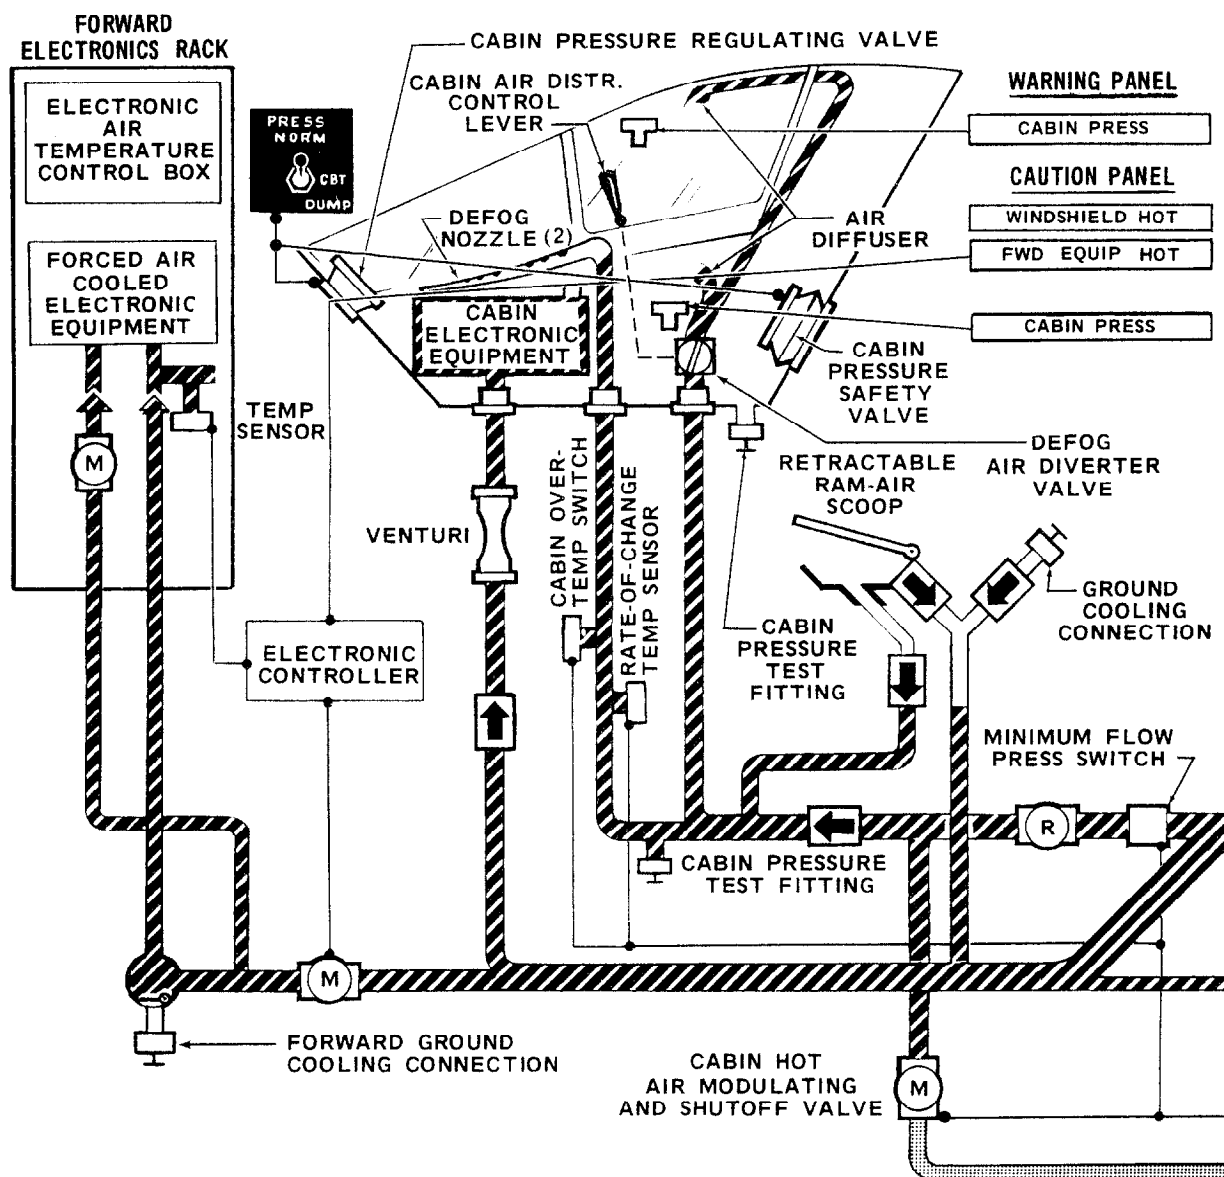 FORWARD
ELECTRONICS RACK
ELECTRONIC
AIR
TEMPERATURE
CONTROL BOX
FORCED AIR
COOLED
ELECTRONIC
EQUIPMENT
M
TEMP
SENSOR
PRESS
NORM
CBT
DUMP
CABIN PRESSURE REGULATING VALVE
CABIN AIR DISTR.
CONTROL
LEVER
DEFOG
NOZZLE (2)
CABIN
ELECTRONIC
EQUIPMENT
AIR
DIFFUSER
WARNING PANEL
CABIN PRESS
CAUTION PANEL
WINDSHIELD HOT
FWD EQUIP HOT
CABIN PRESS
CABIN
PRESSURE
SAFETY
VALVE
DEFOG
AIR DIVERTER
VALVE
RETRACTABLE
RAM-AIR
SCOOP
VENTURI
CABIN OVER-
TEMP SWITCH
RATE-OF-CHANGE
TEMP SENSOR
CABIN
PRESSURE
TEST
FITTING
GROUND
COOLING
CONNECTION
ELECTRONIC
CONTROLLER
MINIMUM FLOW
PRESS SWITCH
R
CABIN PRESSURE
TEST FITTING
M
FORWARD GROUND
COOLING CONNECTION
CABIN HOT
AIR MODULATING
AND SHUTOFF VALVE
M